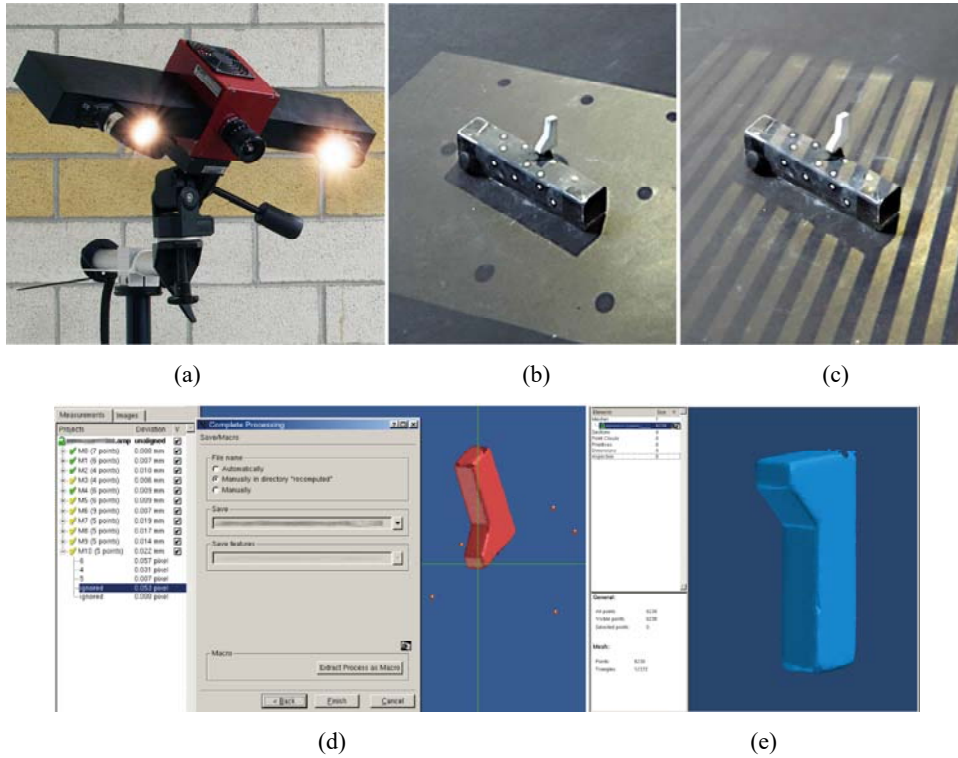 (a)
(b)
(c)
Measurements Images
Projects Deviation V
.amp unaligned
M0 (7 points) 0.008 mm
M1 (6 points) 0.007 mm
M2 (4 points) 0.010 mm
M3 (4 points) 0.008 mm
M4 (6 points) 0.009 mm
M5 (6 points) 0.009 mm
M6 (9 points) 0.007 mm
M7 (5 points) 0.019 mm
M8 (5 points) 0.017 mm
M9 (5 points) 0.014 mm
M10 (5 points) 0.022 mm
6 0.057 pixel
4 0.031 pixel
5 0.007 pixel
ignored 0.053 pixel
ignored
Complete Processing
Save/Macro
File name
Automatically
Manually in directory "recomputed"
Manually
Save
Save features
Macro
Extract Process as Macro
< Back Finish Cancel
Element Size V
Meshes
Sections
Point Clouds
Primitives
Dimensions
Inspection
General:
All points:
Visible points:
Selected points: 0
Mesh:
Points:
Triangles:
(d)
(e)